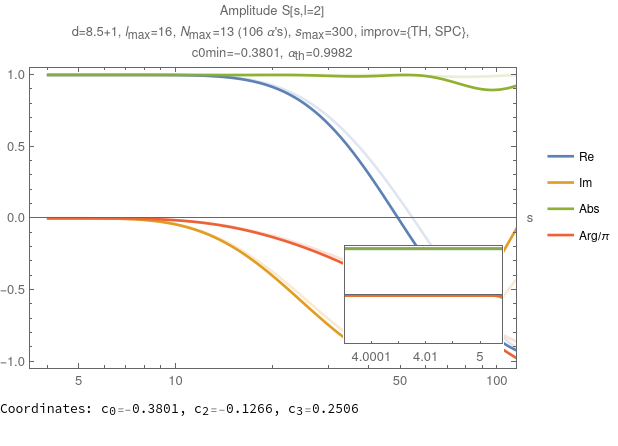 Amplitude S[s,l=2]
d=8.5+1, lmax=16, Nmax=13 (106 α's), smax=300, improv={TH, SPC},
c0min=-0.3801, αth=0.9982
1.0
0.5
0.0
-0.5
-1.0
5 10 50 100
s
4.0001 4.01 5
Re
Im
Abs
Arg/π
Coordinates: c0=-0.3801, c2=-0.1266, c3=0.2506